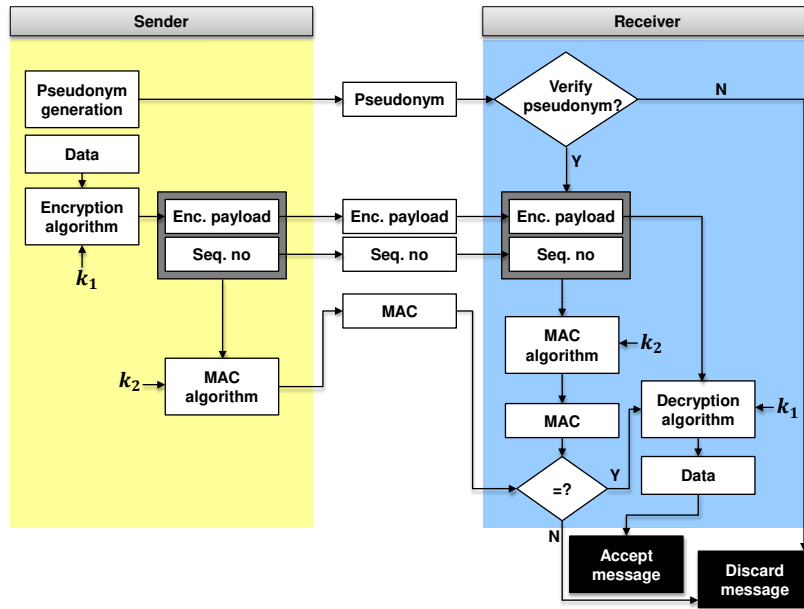 Sender
Receiver
Pseudonym
generation
Pseudonym
Verify
pseudonym?
N
Y
Data
Encryption
algorithm
k₁
Enc. payload
Seq. no
Enc. payload
Seq. no
Enc. payload
Seq. no
MAC
MAC
algorithm
k₂
k₂
MAC
algorithm
MAC
Decryption
algorithm
k₁
=?
Y
N
Data
Accept
message
Discard
message